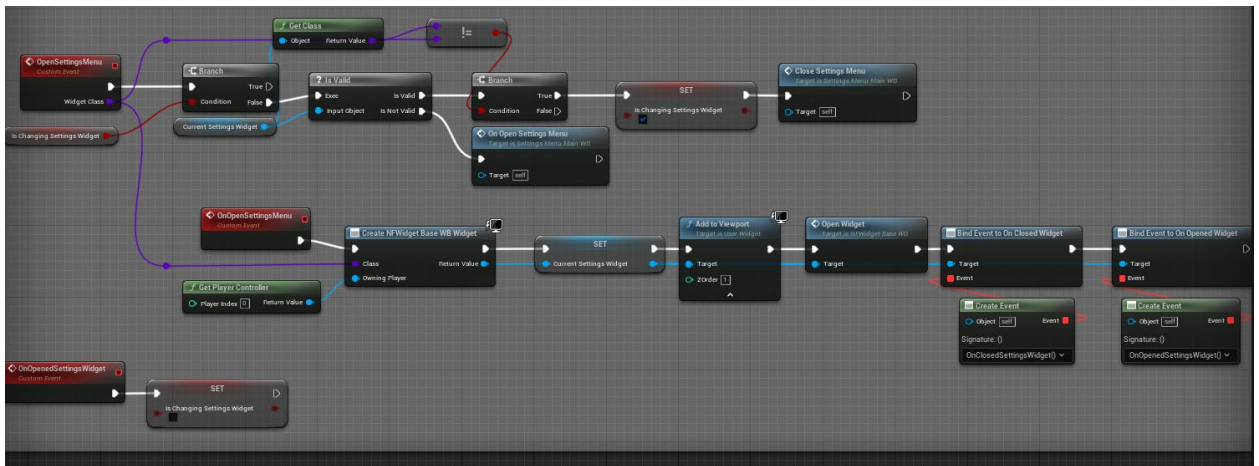 f Get Class
Object Return Value
!=
OpenSettingsMenu
Custom Event
Widget Class
Is Changing Settings Widget
Branch
True
Condition False
Current Settings Widget
? Is Valid
Exec Is Valid
Input Object Is Not Valid
Branch
True
Condition False
On Open Settings Menu
Target is Settings Menu Main WB
Target self
SET
Is Changing Settings Widget
Close Settings Menu
Target is Settings Menu Main WB
Target self
OnOpenSettingsMenu
Custom Event
f Get Player Controller
Player Index 0 Return Value
Create NFWidget Base WB Widget
Class Return Value
Owning Player
SET
Current Settings Widget
f Add to Viewport
Target is User Widget
Target
ZOrder 1
Open Widget
Target is NFWidget Base WB
Target
Bind Event to On Closed Widget
Target
Event
Bind Event to On Opened Widget
Target
Event
Create Event
Object self Event
Signature: ()
OnClosedSettingsWidget()
Create Event
Object self Event
Signature: ()
OnOpenedSettingsWidget()
OnOpenedSettingsWidget
Custom Event
SET
Is Changing Settings Widget